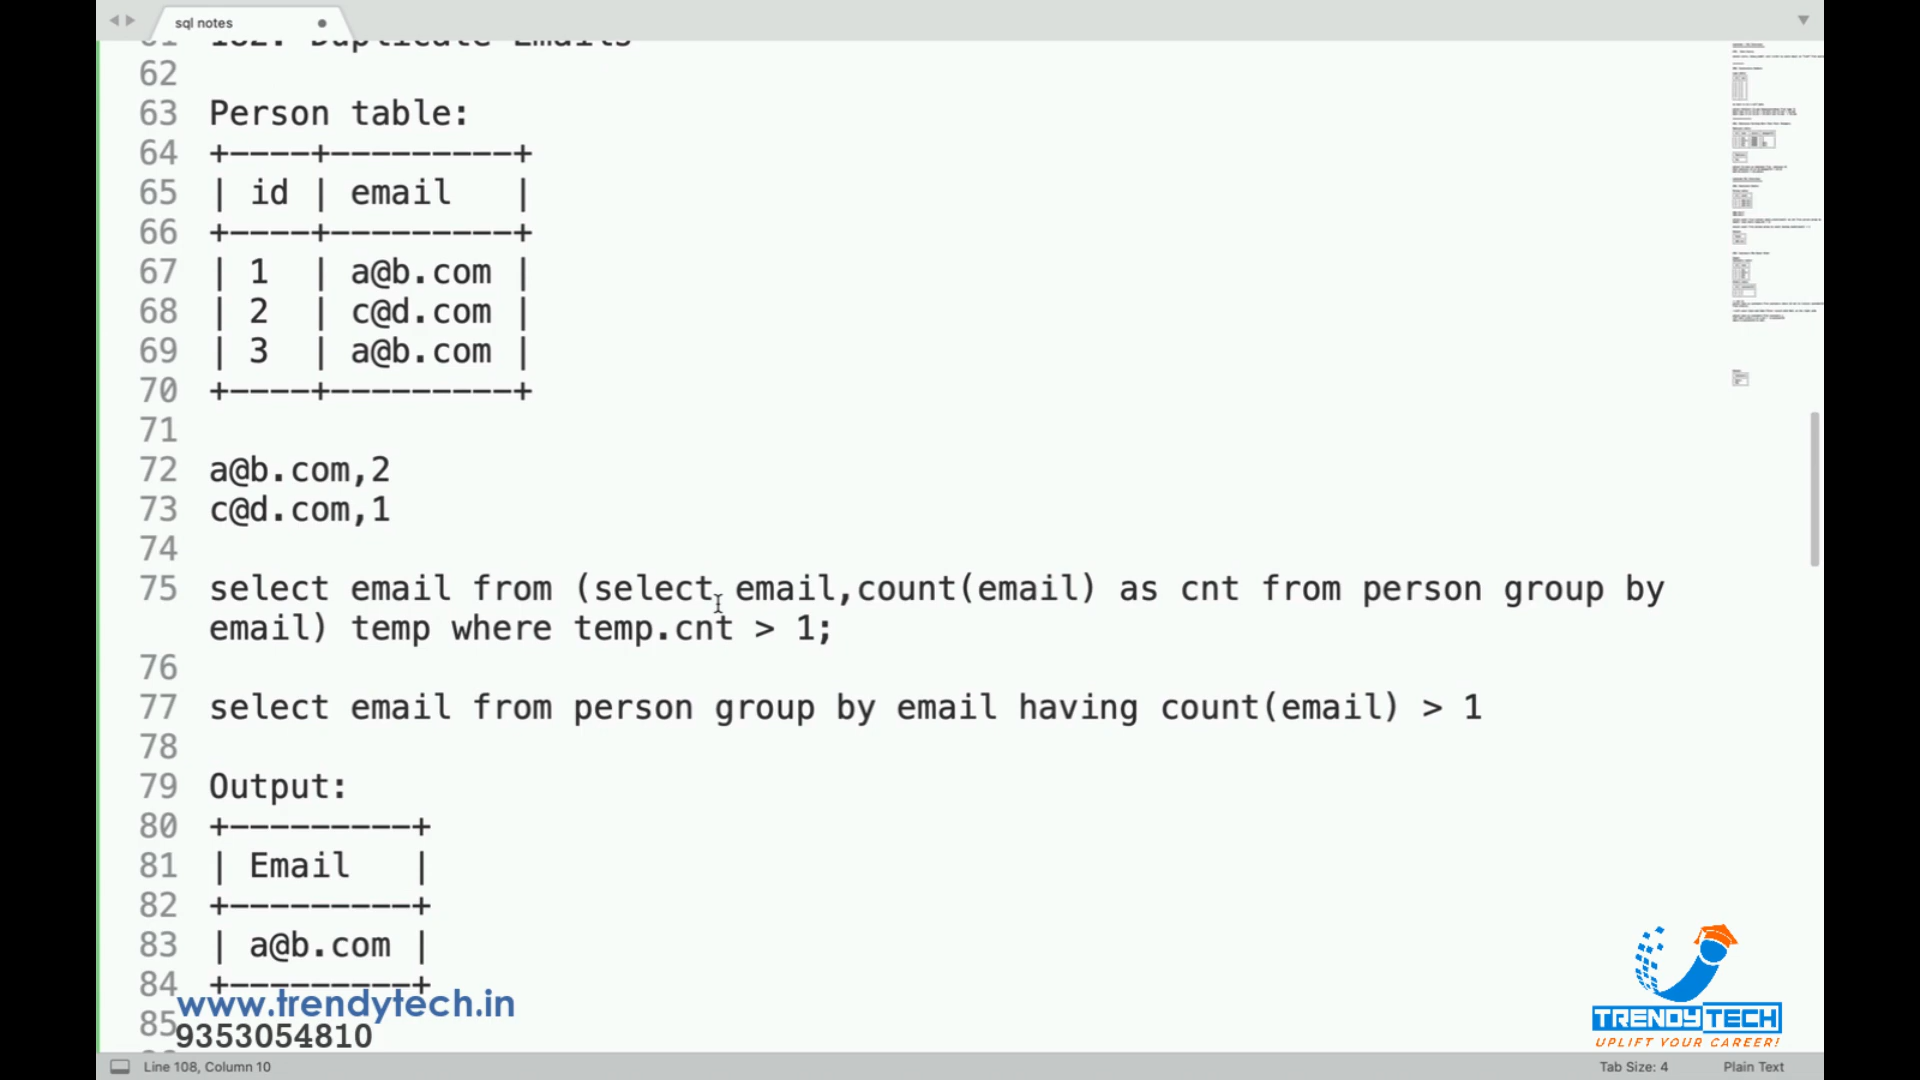 sql notes
61 182. Duplicate Emails
62
63 Person table:
64 +----+---------+
65 | id | email   |
66 +----+---------+
67 | 1  | a@b.com |
68 | 2  | c@d.com |
69 | 3  | a@b.com |
70 +----+---------+
71
72 a@b.com,2
73 c@d.com,1
74
75 select email from (select email,count(email) as cnt from person group by
email) temp where temp.cnt > 1;
76
77 select email from person group by email having count(email) > 1
78
79 Output:
80 +---------+
81 | Email   |
82 +---------+
83 | a@b.com |
84 +---------+
85
www.trendytech.in
9353054810
TRENDYTECH
UPLIFT YOUR CAREER!
Line 108, Column 10
Tab Size: 4
Plain Text